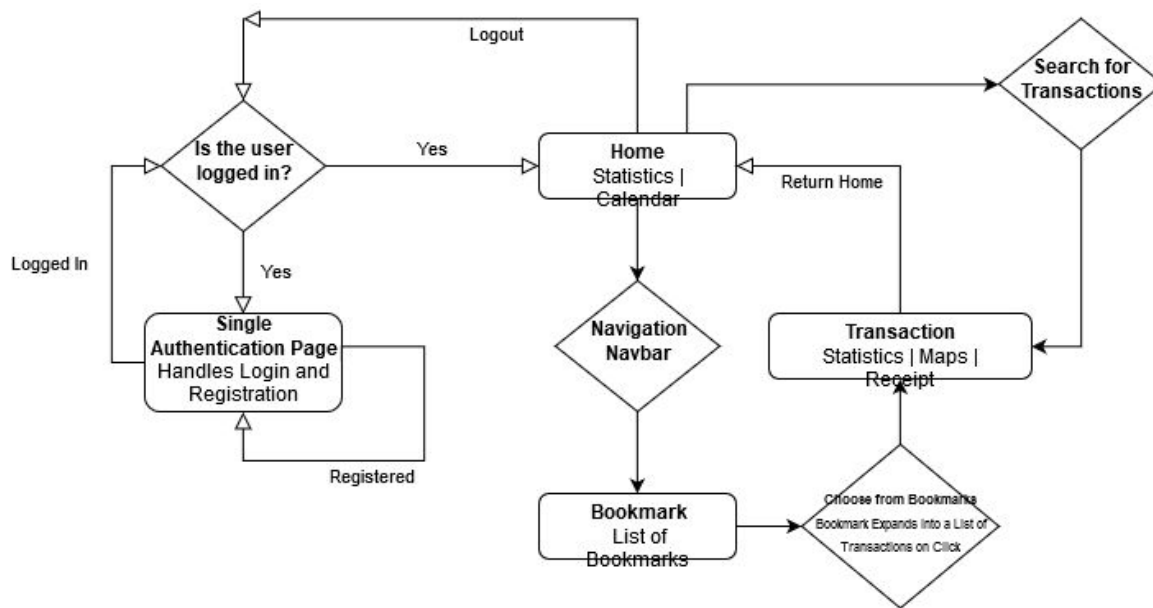 Logout
Search for
Transactions
Is the user
logged in?
Yes
Home
Statistics |
Calendar
Return Home
Logged In
Yes
Single
Authentication Page
Handles Login and
Registration
Navigation
Navbar
Transaction
Statistics | Maps |
Receipt
Registered
Bookmark
List of
Bookmarks
Choose from Bookmarks
Bookmark Expands into a List of
Transactions on Click